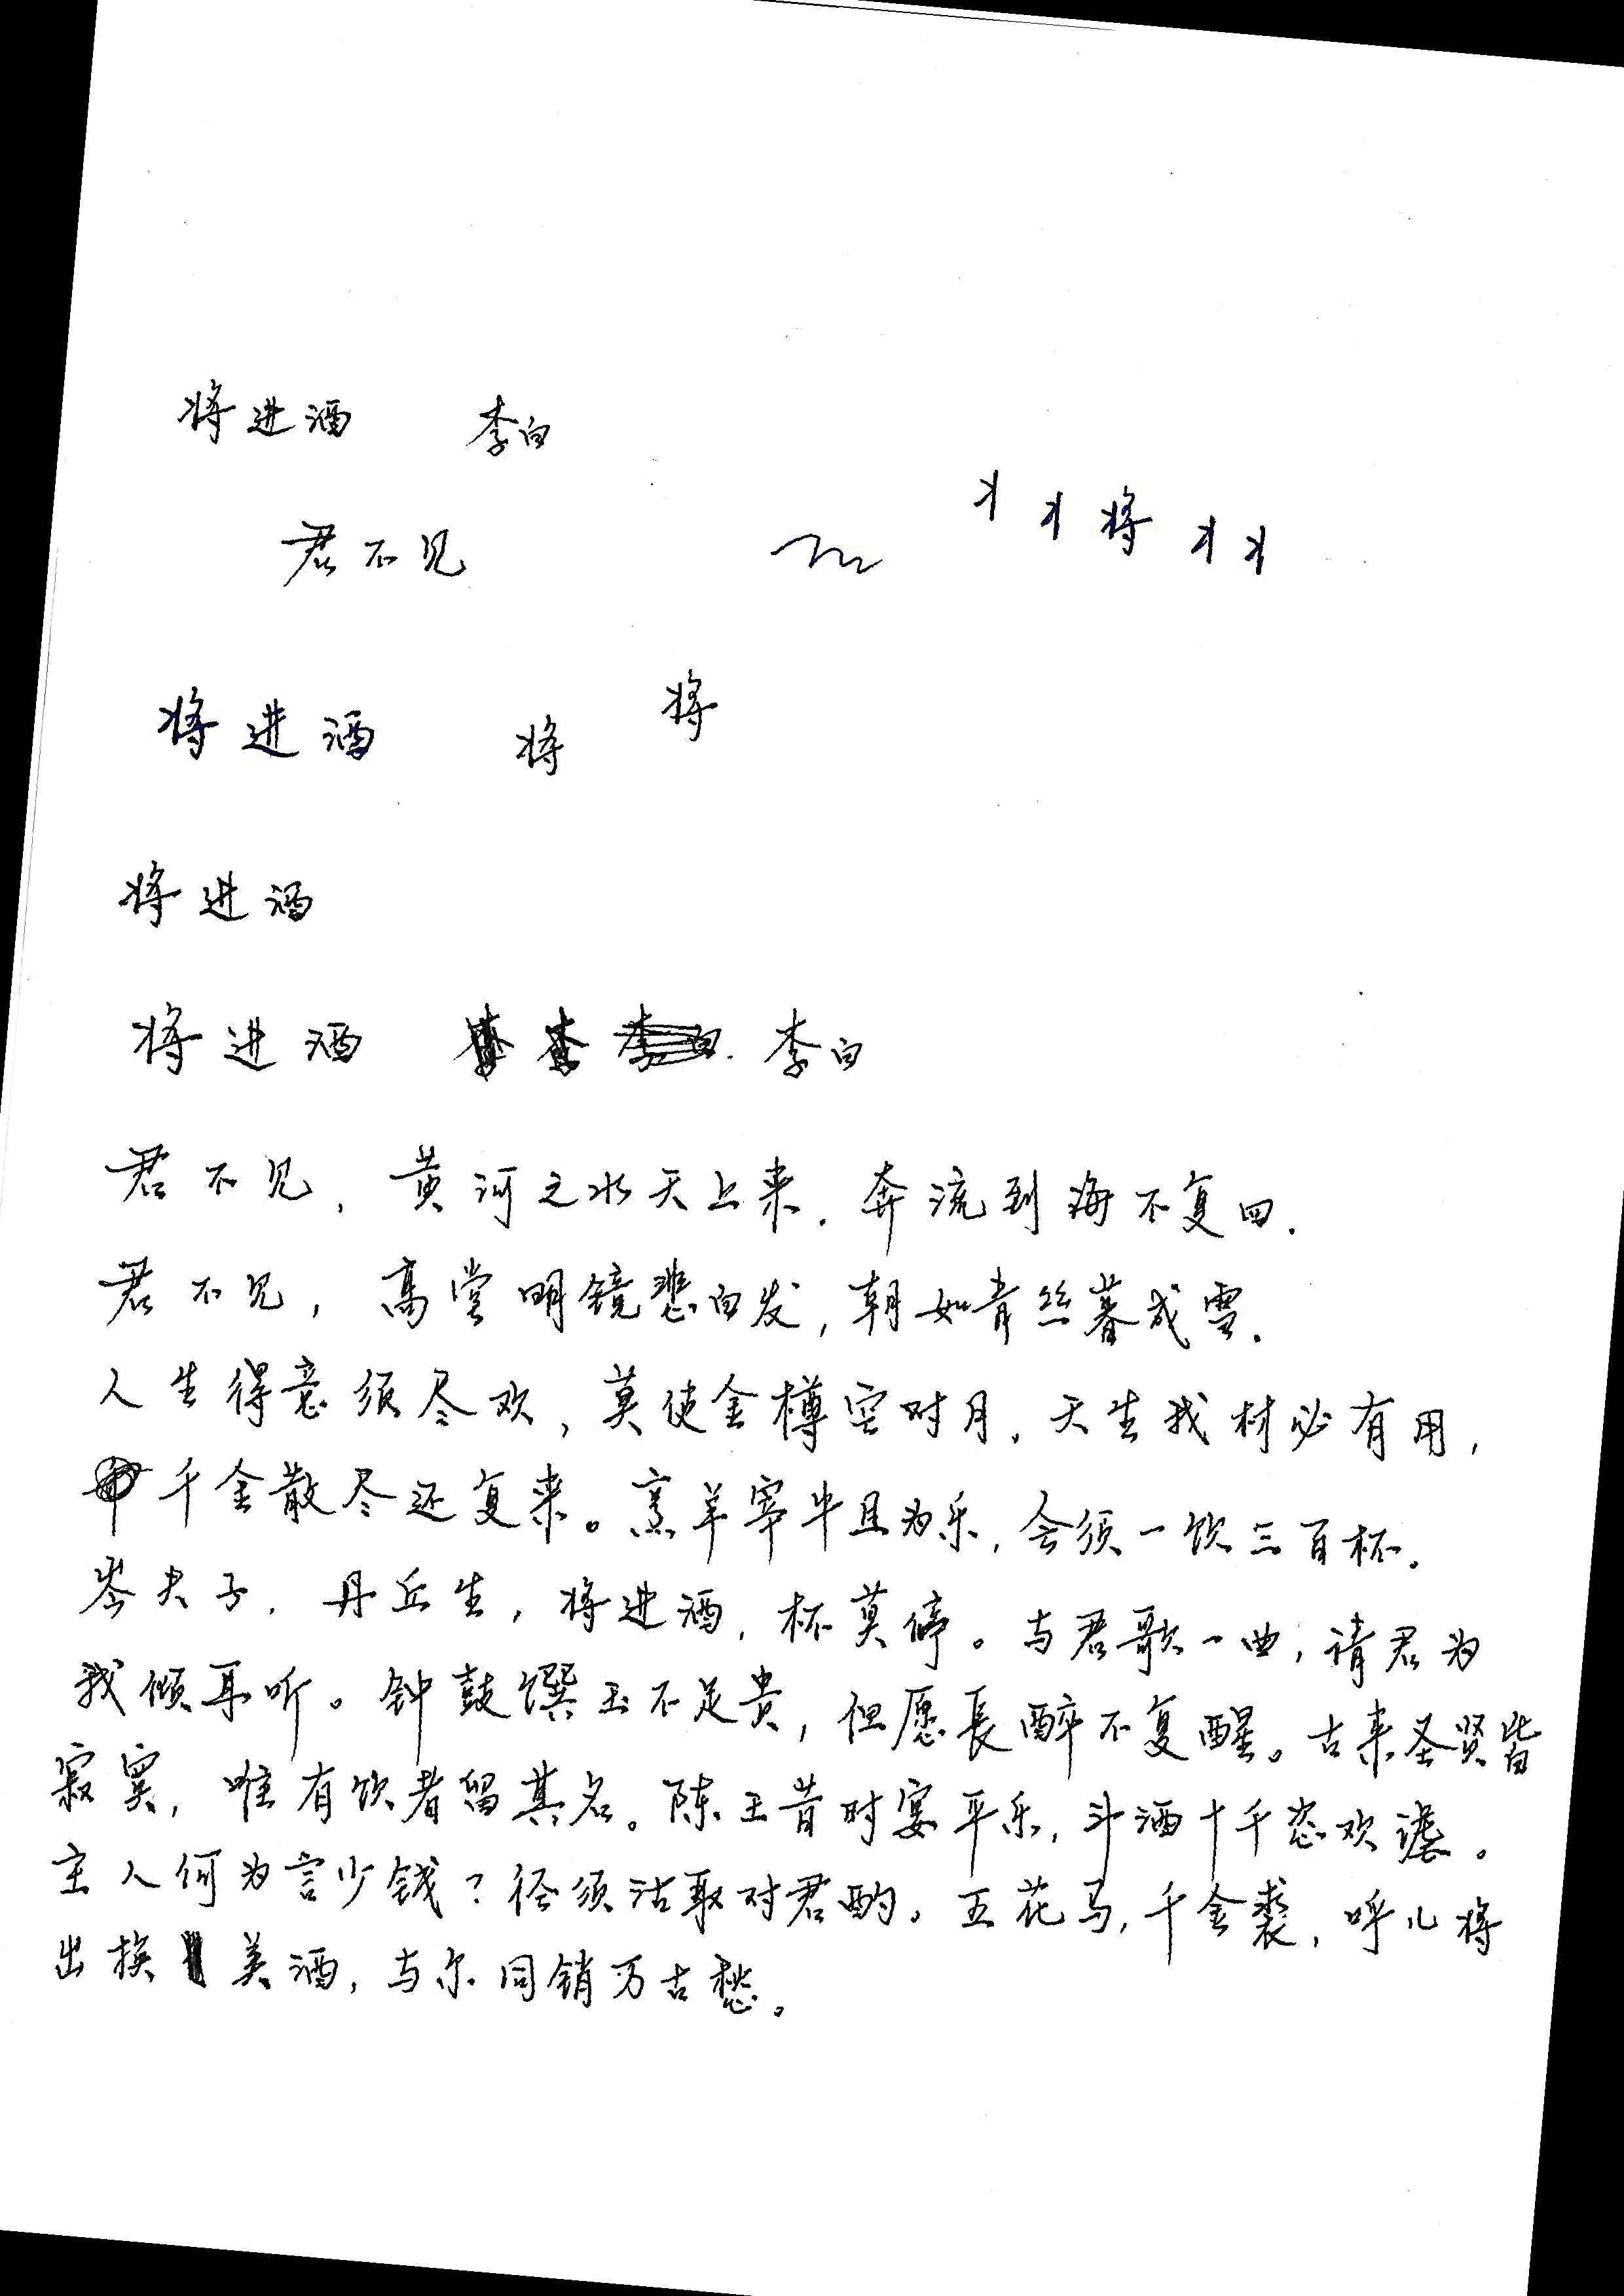 将进酒 李白
丬 丬 将 丬 丬
君不见
将进酒 将 将
将进酒
将进酒 李白
君不见，黄河之水天上来，奔流到海不复回.
君不见，高堂明镜悲白发，朝如青丝暮成雪.
人生得意须尽欢，莫使金樽空对月，天生我材必有用，
千金散尽还复来。烹羊宰牛且为乐，会须一饮三百杯.
岑夫子，丹丘生，将进酒，杯莫停。与君歌一曲，请君为
我倾耳听。钟鼓馔玉不足贵，但愿長醉不复醒。古来圣贤皆
寂寞，唯有饮者留其名。陈王昔时宴平乐，斗酒十千恣欢谑。
主人何为言少钱？径须沽取对君酌。五花马，千金裘，呼儿将
出换美酒，与尔同销万古愁。